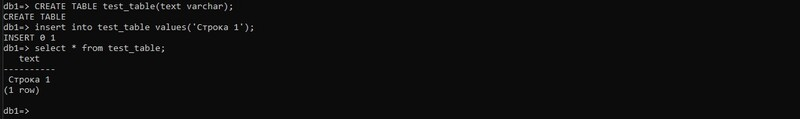 db1=> CREATE TABLE test_table(text varchar);
CREATE TABLE
db1=> insert into test_table values('Строка 1');
INSERT 0 1
db1=> select * from test_table;
   text
----------
 Строка 1
(1 row)

db1=>